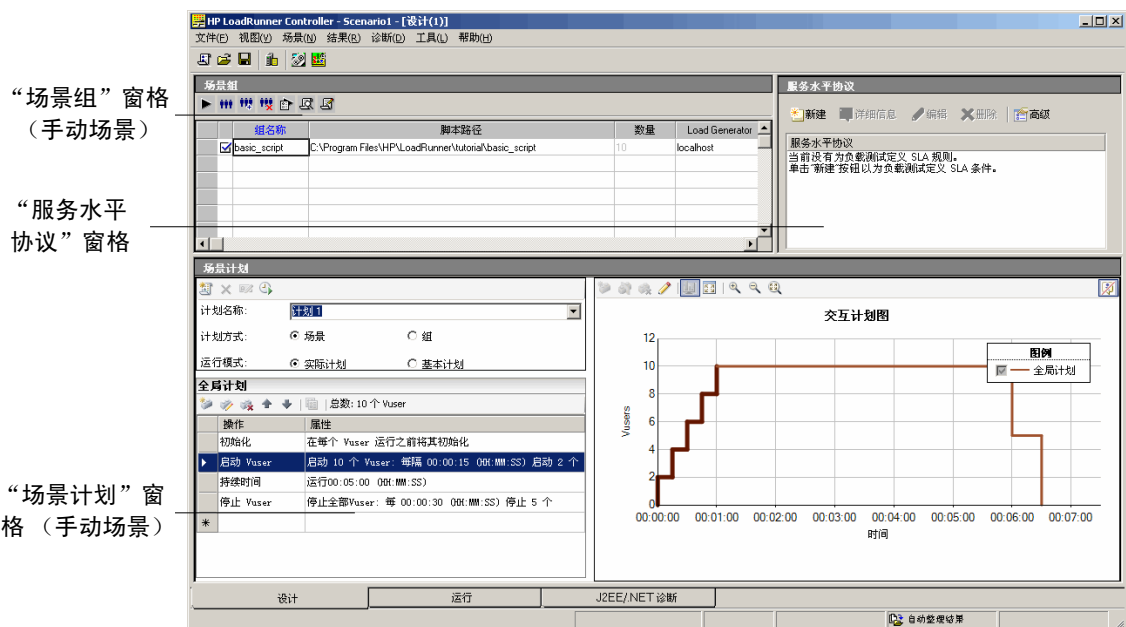 HP LoadRunner Controller - Scenario1 - [设计(1)]
文件(F) 视图(V) 场景(N) 结果(R) 诊断(D) 工具(L) 帮助(H)
“场景组”窗格
（手动场景）
“服务水平
协议”窗格
“场景计划”窗
格 （手动场景）
场景组
组名称 脚本路径 数量 Load Generator
basic_script C:\Program Files\HP\LoadRunner\tutorial\basic_script 10 localhost
服务水平协议
新建 详细信息 编辑 删除 高级
服务水平协议
当前没有为负载测试定义 SLA 规则。
单击“新建”按钮以为负载测试定义 SLA 条件。
场景计划
计划名称: 计划 1
计划方式: 场景 组
运行模式: 实际计划 基本计划
全局计划
总数: 10 个 Vuser
操作 属性
初始化 在每个 Vuser 运行之前将其初始化
启动 Vuser 启动 10 个 Vuser: 每隔 00:00:15 (HH:MM:SS) 启动 2 个
持续时间 运行00:05:00 (HH:MM:SS)
停止 Vuser 停止全部Vuser: 每 00:00:30 (HH:MM:SS) 停止 5 个
*
交互计划图
图例
全局计划
Vusers
12
10
8
6
4
2
0
00:00:00 00:01:00 00:02:00 00:03:00 00:04:00 00:05:00 00:06:00 00:07:00
时间
设计 运行 J2EE/.NET 诊断
自动整理结果